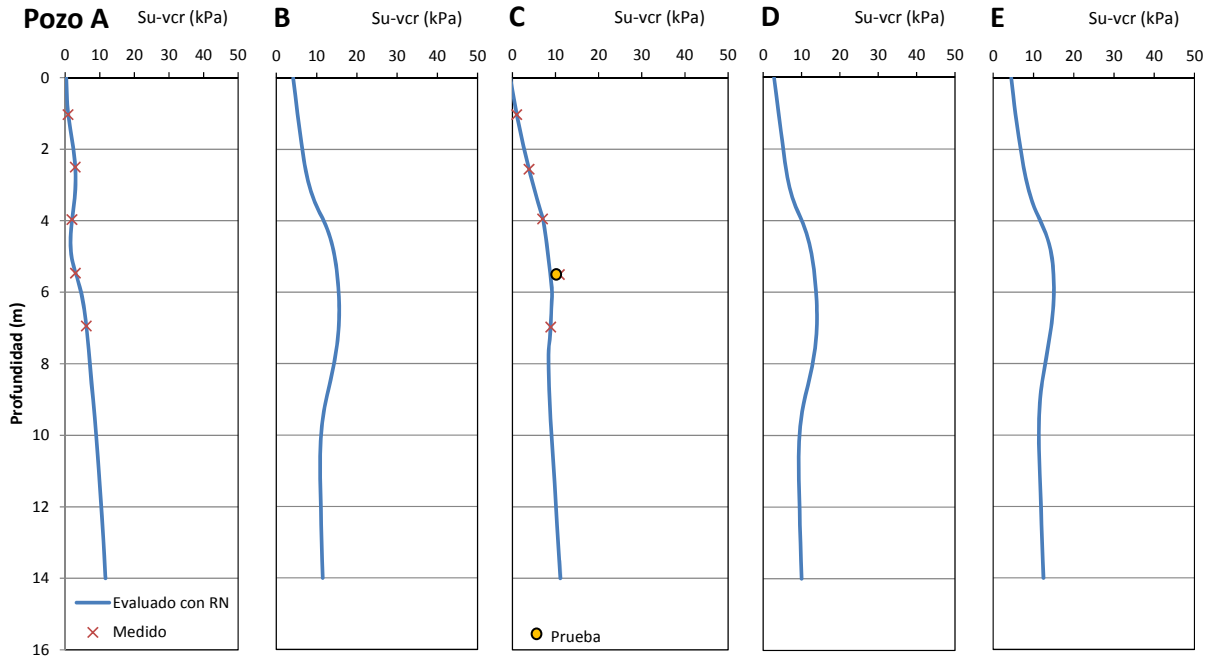 Pozo A Su-vcr (kPa) B Su-vcr (kPa) C Su-vcr (kPa) D Su-vcr (kPa) E Su-vcr (kPa)
0 10 20 30 40 50 0 10 20 30 40 50 0 10 20 30 40 50 0 10 20 30 40 50 0 10 20 30 40 50
0
2
4
6
8
10
12
14
16
Profundidad (m)
Evaluado con RN
Medido
Prueba